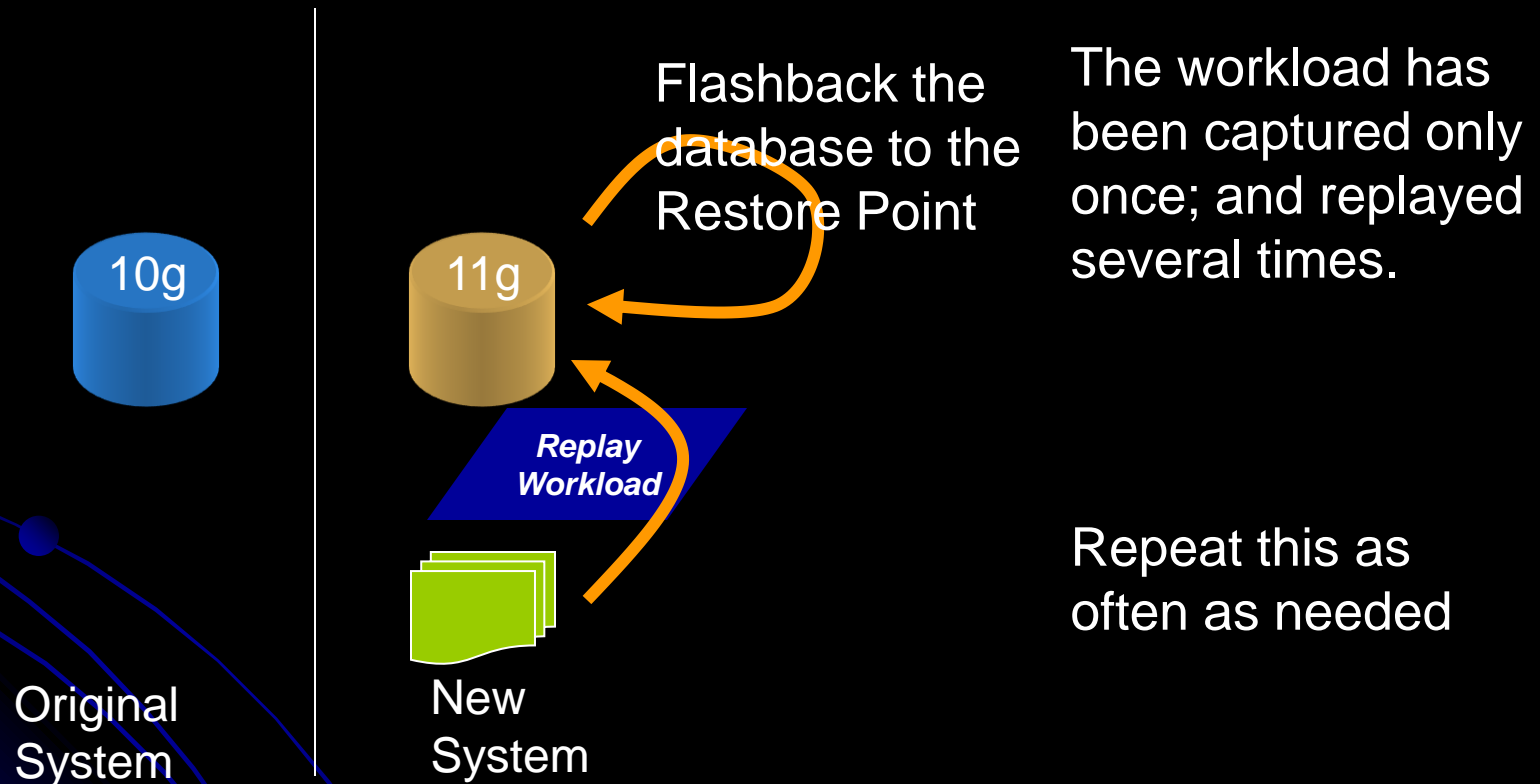 10g
Original
System
11g
Flashback the
database to the
Restore Point
Replay
Workload
New
System
The workload has
been captured only
once; and replayed
several times.
Repeat this as
often as needed